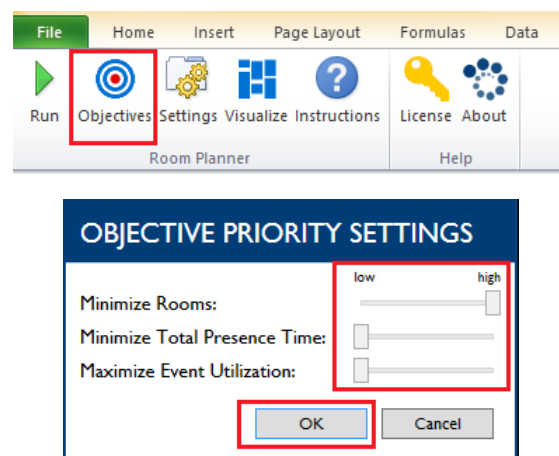 File Home Insert Page Layout Formulas Data
Run Objectives Settings Visualize Instructions License About
Room Planner Help
OBJECTIVE PRIORITY SETTINGS
low high
Minimize Rooms:
Minimize Total Presence Time:
Maximize Event Utilization:
OK Cancel